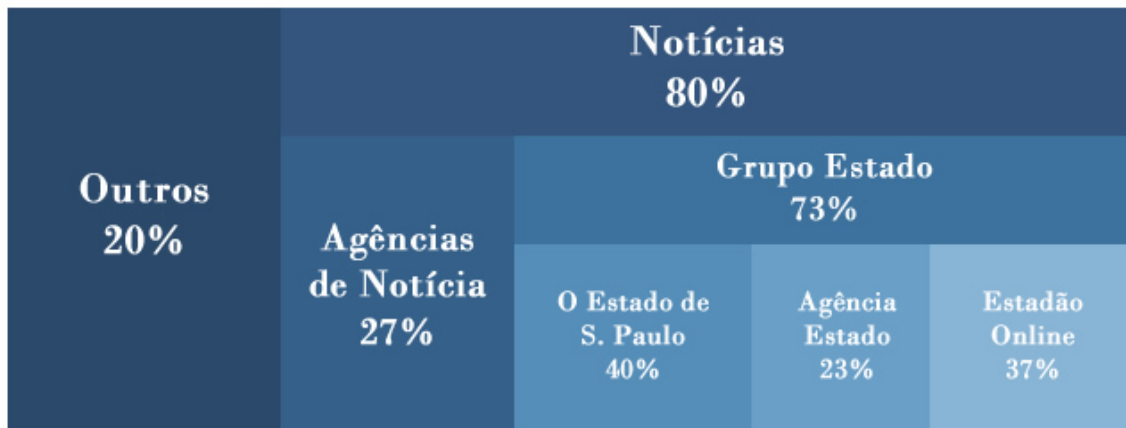 Outros
20%
Notícias
80%
Agências
de Notícia
27%
Grupo Estado
73%
O Estado de
S. Paulo
40%
Agência
Estado
23%
Estadão
Online
37%